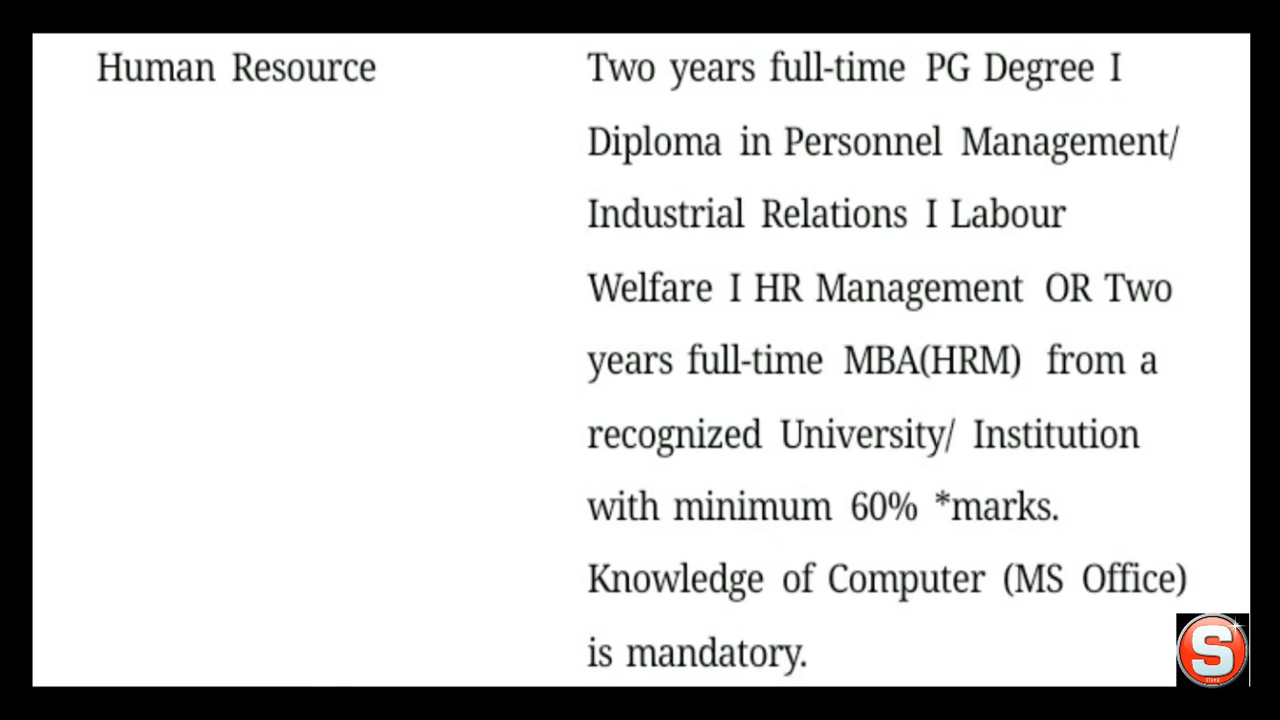 Human Resource
Two years full-time PG Degree I
Diploma in Personnel Management/
Industrial Relations I Labour
Welfare I HR Management OR Two
years full-time MBA(HRM) from a
recognized University/ Institution
with minimum 60% *marks.
Knowledge of Computer (MS Office)
is mandatory.
S